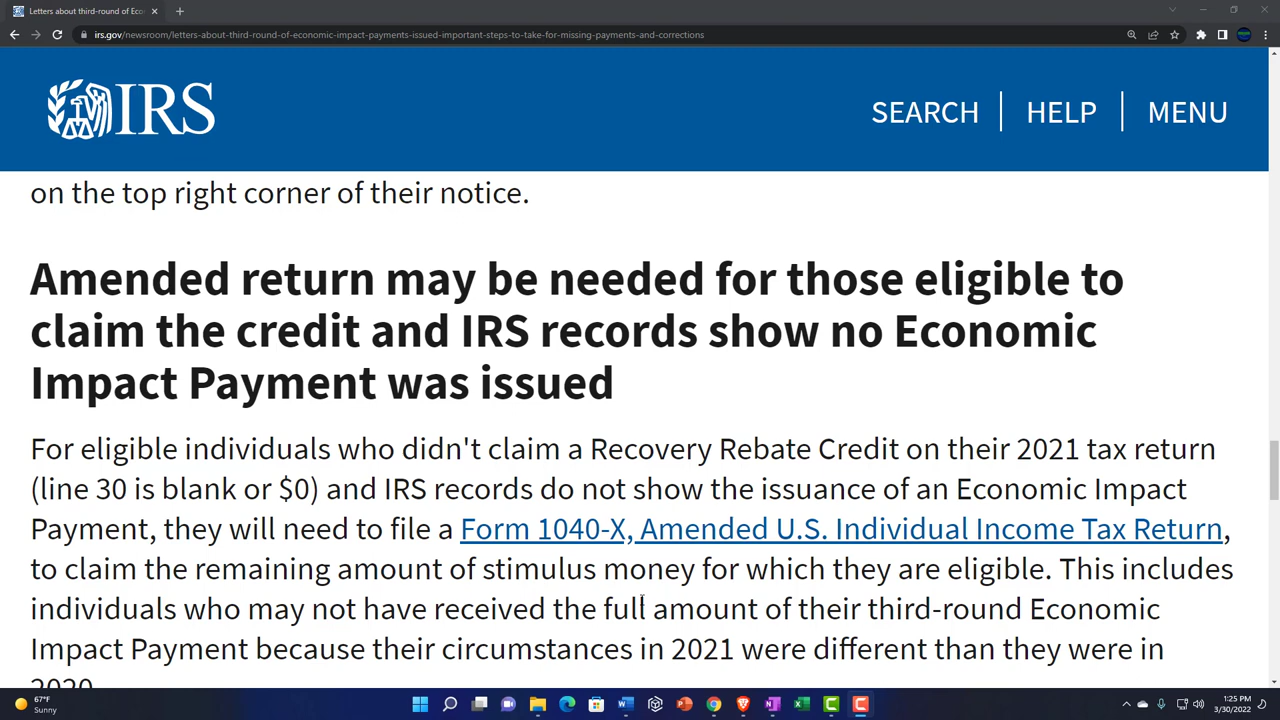 Letters about third-round of Eco
irs.gov/newsroom/letters-about-third-round-of-economic-impact-payments-issued-important-steps-to-take-for-missing-payments-and-corrections
IRS
SEARCH
HELP
MENU
on the top right corner of their notice.
Amended return may be needed for those eligible to
claim the credit and IRS records show no Economic
Impact Payment was issued
For eligible individuals who didn't claim a Recovery Rebate Credit on their 2021 tax return
(line 30 is blank or $0) and IRS records do not show the issuance of an Economic Impact
Payment, they will need to file a Form 1040-X, Amended U.S. Individual Income Tax Return,
to claim the remaining amount of stimulus money for which they are eligible. This includes
individuals who may not have received the full amount of their third-round Economic
Impact Payment because their circumstances in 2021 were different than they were in
2020.
67°F
Sunny
1:25 PM
3/30/2022